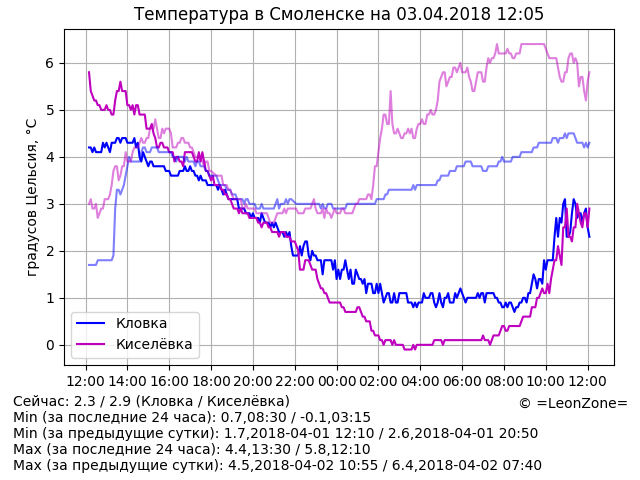 Температура в Смоленске на 03.04.2018 12:05
градусов Цельсия, °C
6
5
4
3
2
1
0
Кловка
Киселёвка
12:00 14:00 16:00 18:00 20:00 22:00 00:00 02:00 04:00 06:00 08:00 10:00 12:00
Сейчас: 2.3 / 2.9 (Кловка / Киселёвка)
© =LeonZone=
Min (за последние 24 часа): 0.7,08:30 / -0.1,03:15
Min (за предыдущие сутки): 1.7,2018-04-01 12:10 / 2.6,2018-04-01 20:50
Max (за последние 24 часа): 4.4,13:30 / 5.8,12:10
Max (за предыдущие сутки): 4.5,2018-04-02 10:55 / 6.4,2018-04-02 07:40